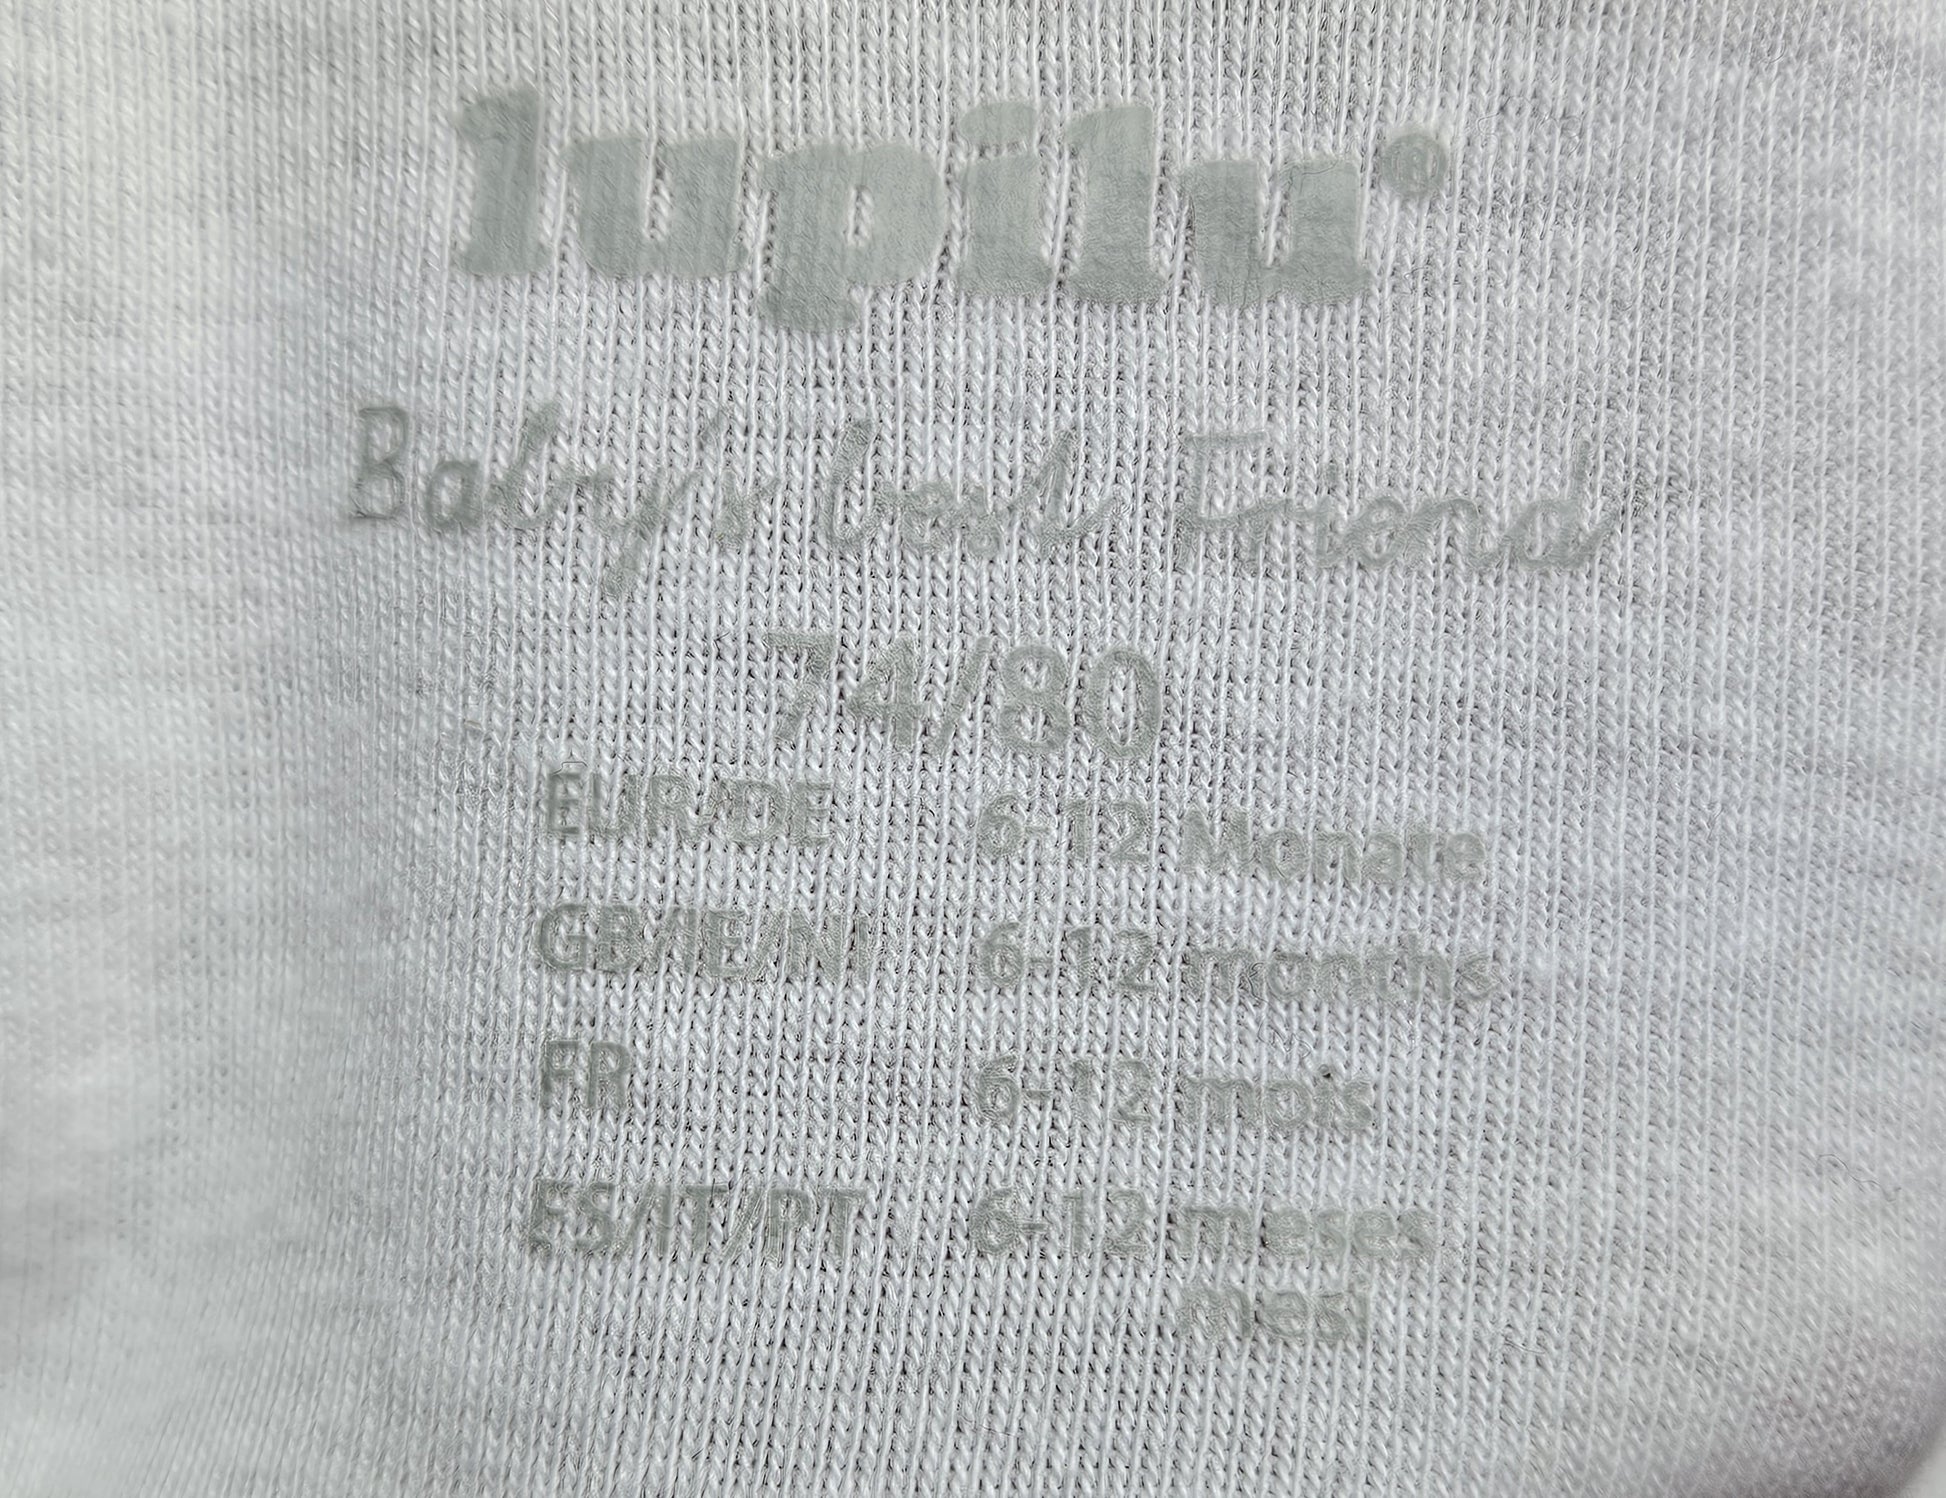 lupilu®
Baby's best Friend
74/80
EUR/DE 6-12 Monate
GB/IE/NI 6-12 months
FR 6-12 mois
ES/IT/PT 6-12 meses
mesi